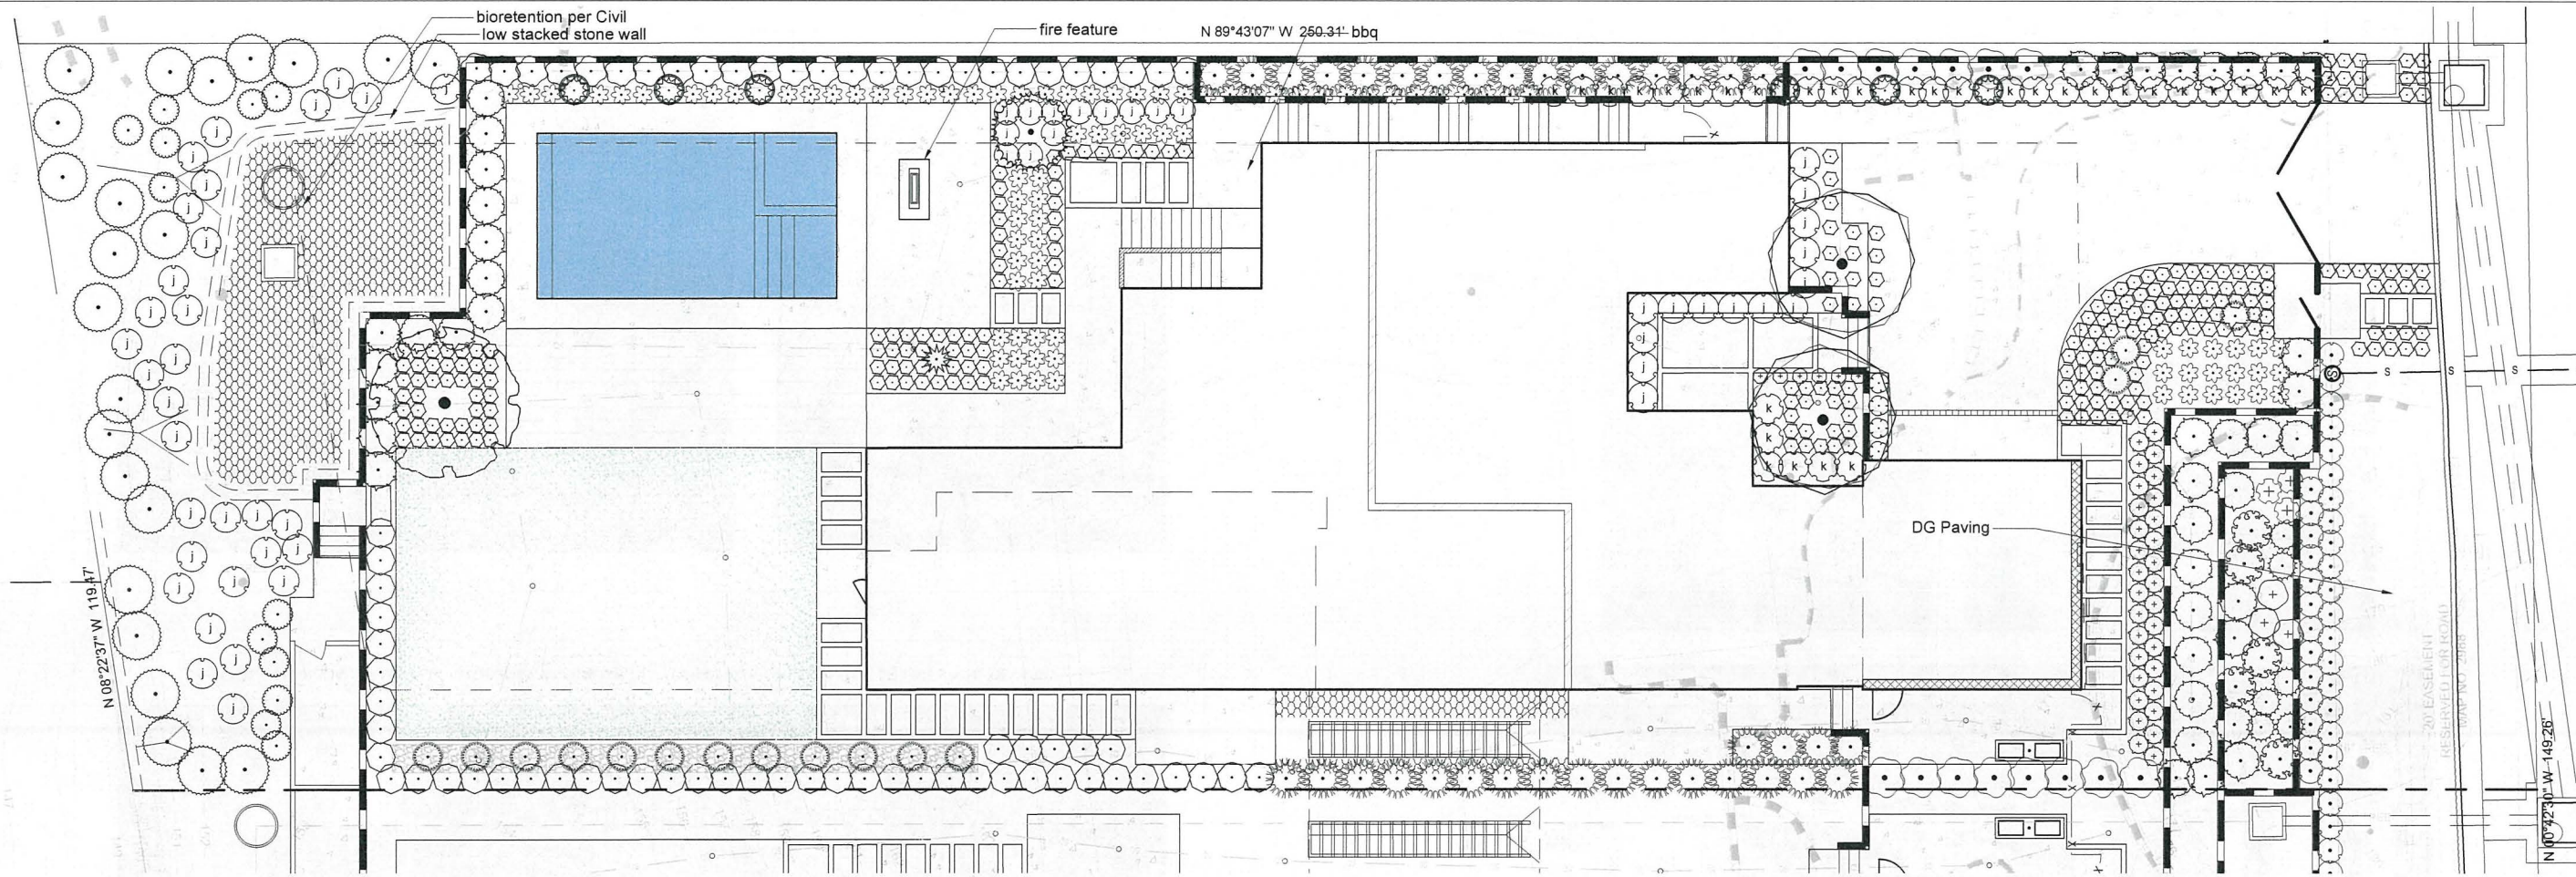 bioretention per Civil
low stacked stone wall
fire feature
N 89°43'07" W 250.31' bbq
DG Paving
N 08°22'37" W 119.47'
20' EASEMENT
RESERVED FOR ROAD
N 00°42'30" W 149.26'
S
S
S
S